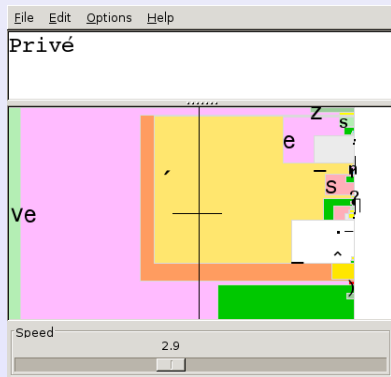 File Edit Options Help
Privé
z
s
e
´
s
?
ve
^
Speed
2.9